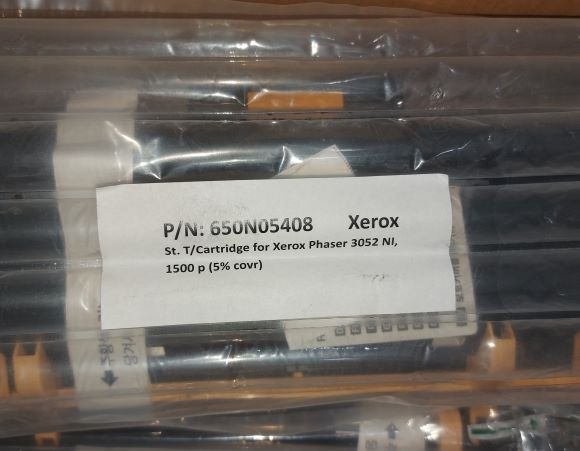 P/N: 650N05408 Xerox
St. T/Cartridge for Xerox Phaser 3052 NI,
1500 p (5% covr)